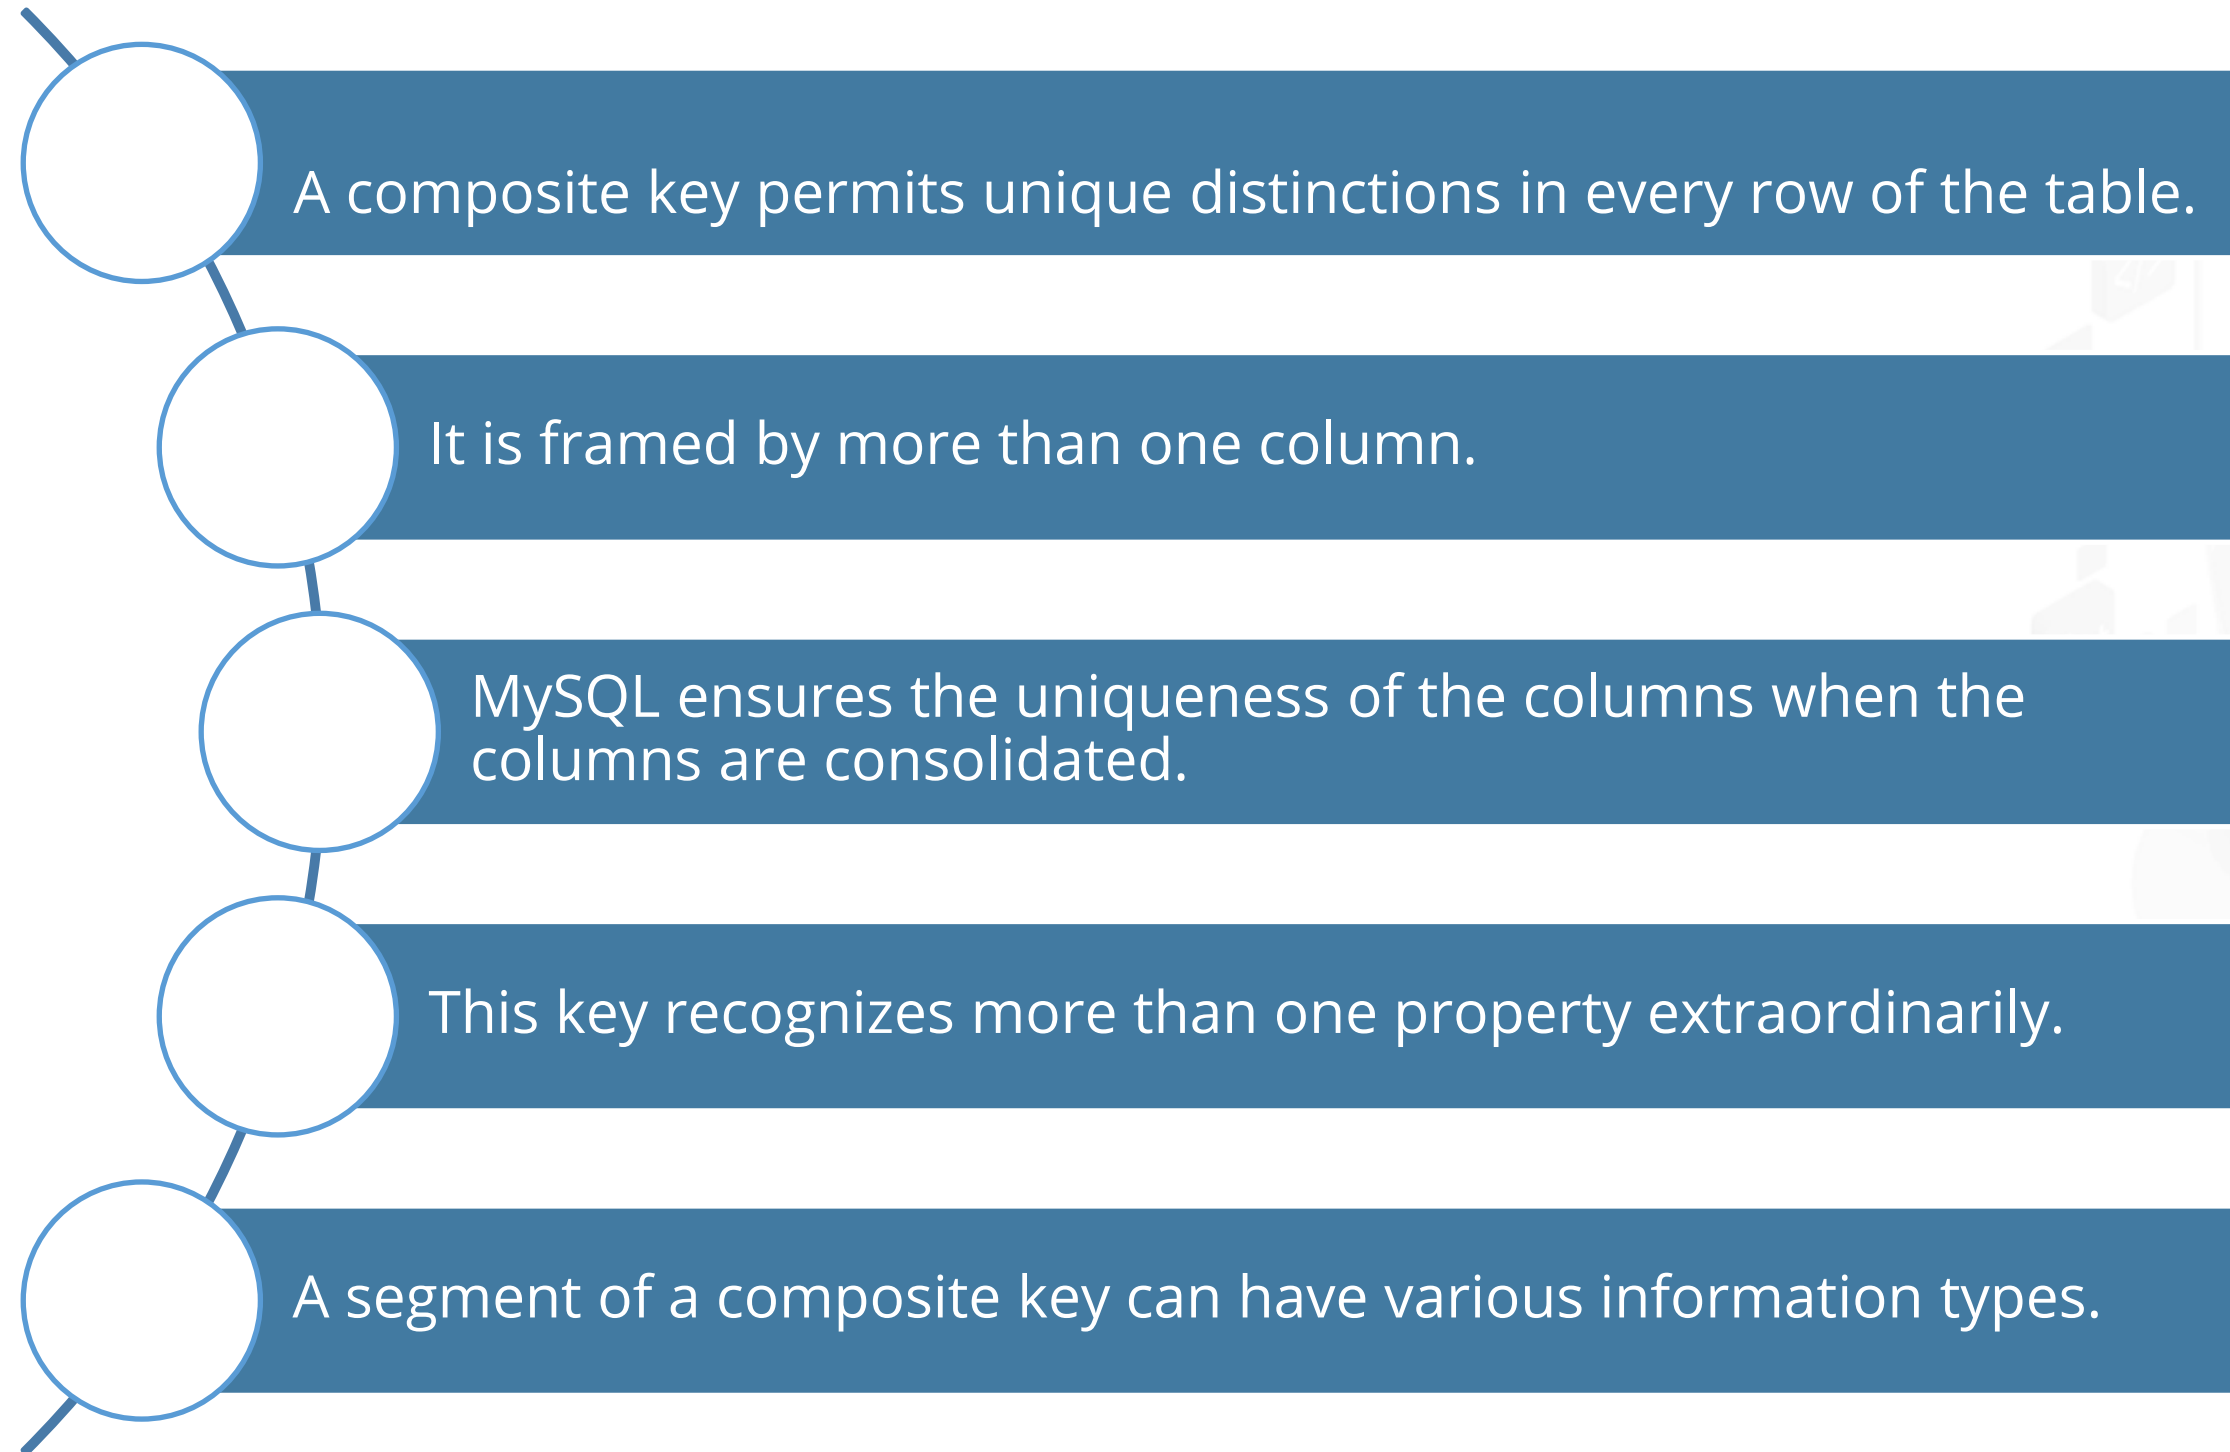 A composite key permits unique distinctions in every row of the table.
It is framed by more than one column.
MySQL ensures the uniqueness of the columns when the
columns are consolidated.
This key recognizes more than one property extraordinarily.
A segment of a composite key can have various information types.